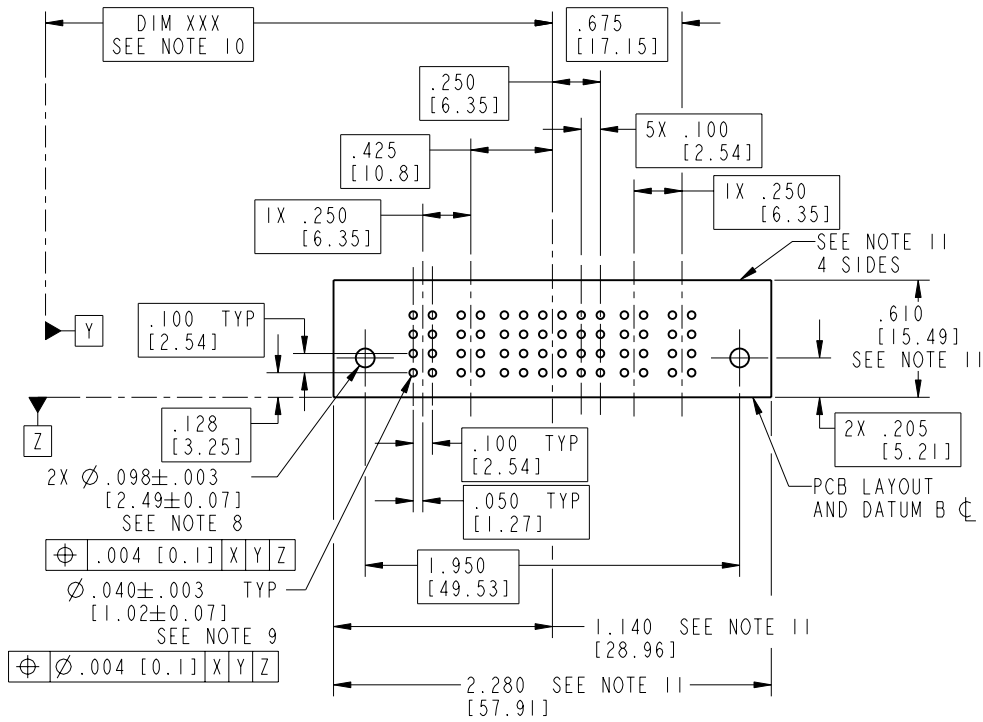 DIM XXX
SEE NOTE 10
.675
[17.15]
.250
[6.35]
5X .100
[2.54]
.425
[10.8]
1X .250
[6.35]
1X .250
[6.35]
SEE NOTE 11
4 SIDES
.100 TYP
[2.54]
Y
.610
[15.49]
SEE NOTE 11
Z
.128
[3.25]
2X .205
[5.21]
.100 TYP
[2.54]
2X Ø.098±.003
[2.49±0.07]
SEE NOTE 8
⌖ .004 [0.1] X Y Z
.050 TYP
[1.27]
PCB LAYOUT
AND DATUM B ℄
Ø.040±.003 TYP
[1.02±0.07]
SEE NOTE 9
⌖ Ø.004 [0.1] X Y Z
1.950
[49.53]
1.140 SEE NOTE 11
[28.96]
2.280 SEE NOTE 11
[57.91]